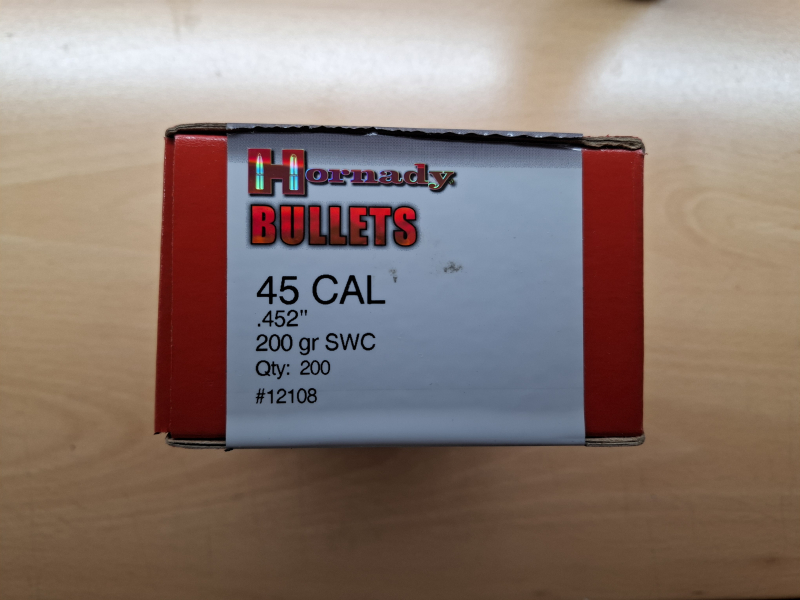 Hornady
BULLETS
45 CAL
.452"
200 gr SWC
Qty: 200
#12108